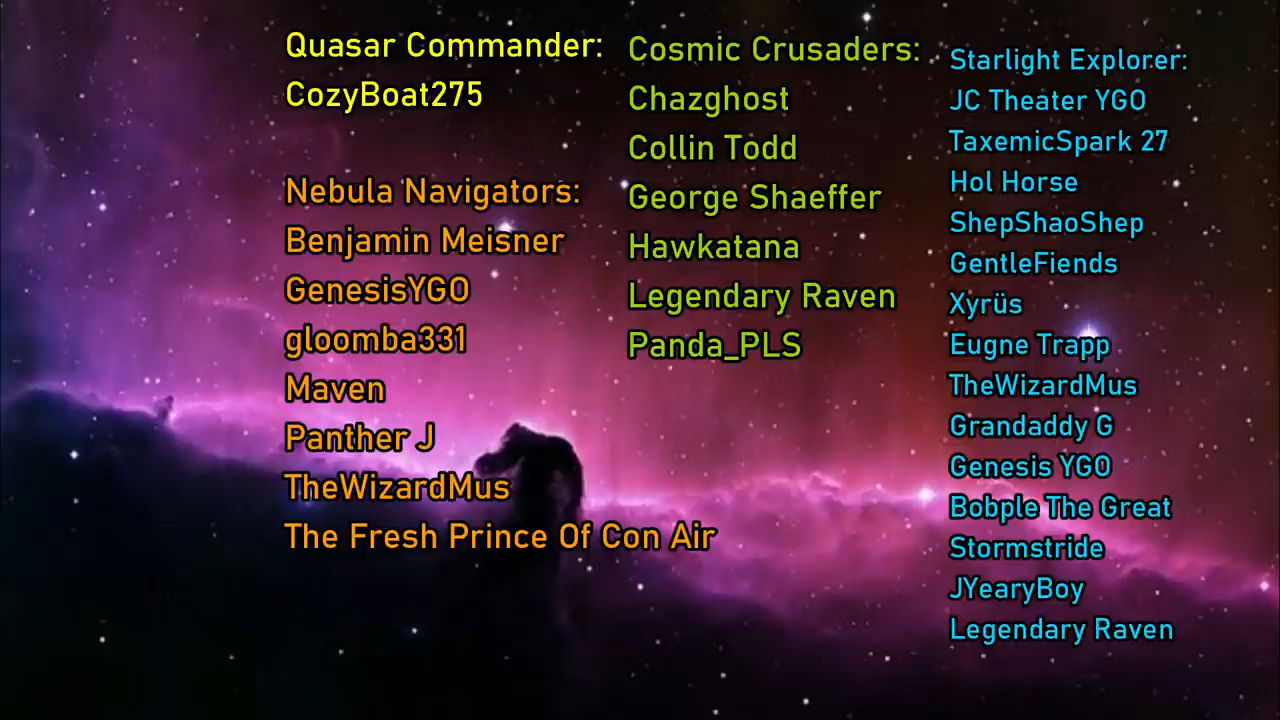 Quasar Commander:
CozyBoat275
Nebula Navigators:
Benjamin Meisner
GenesisYGO
gloomba331
Maven
Panther J
TheWizardMus
The Fresh Prince Of Con Air
Cosmic Crusaders:
Chazghost
Collin Todd
George Shaeffer
Hawkatana
Legendary Raven
Panda_PLS
Starlight Explorer:
JC Theater YGO
TaxemicSpark 27
Hol Horse
ShepShaoShep
GentleFiends
Xyrüs
Eugne Trapp
TheWizardMus
Grandaddy G
Genesis YGO
Bobple The Great
Stormstride
JYearyBoy
Legendary Raven